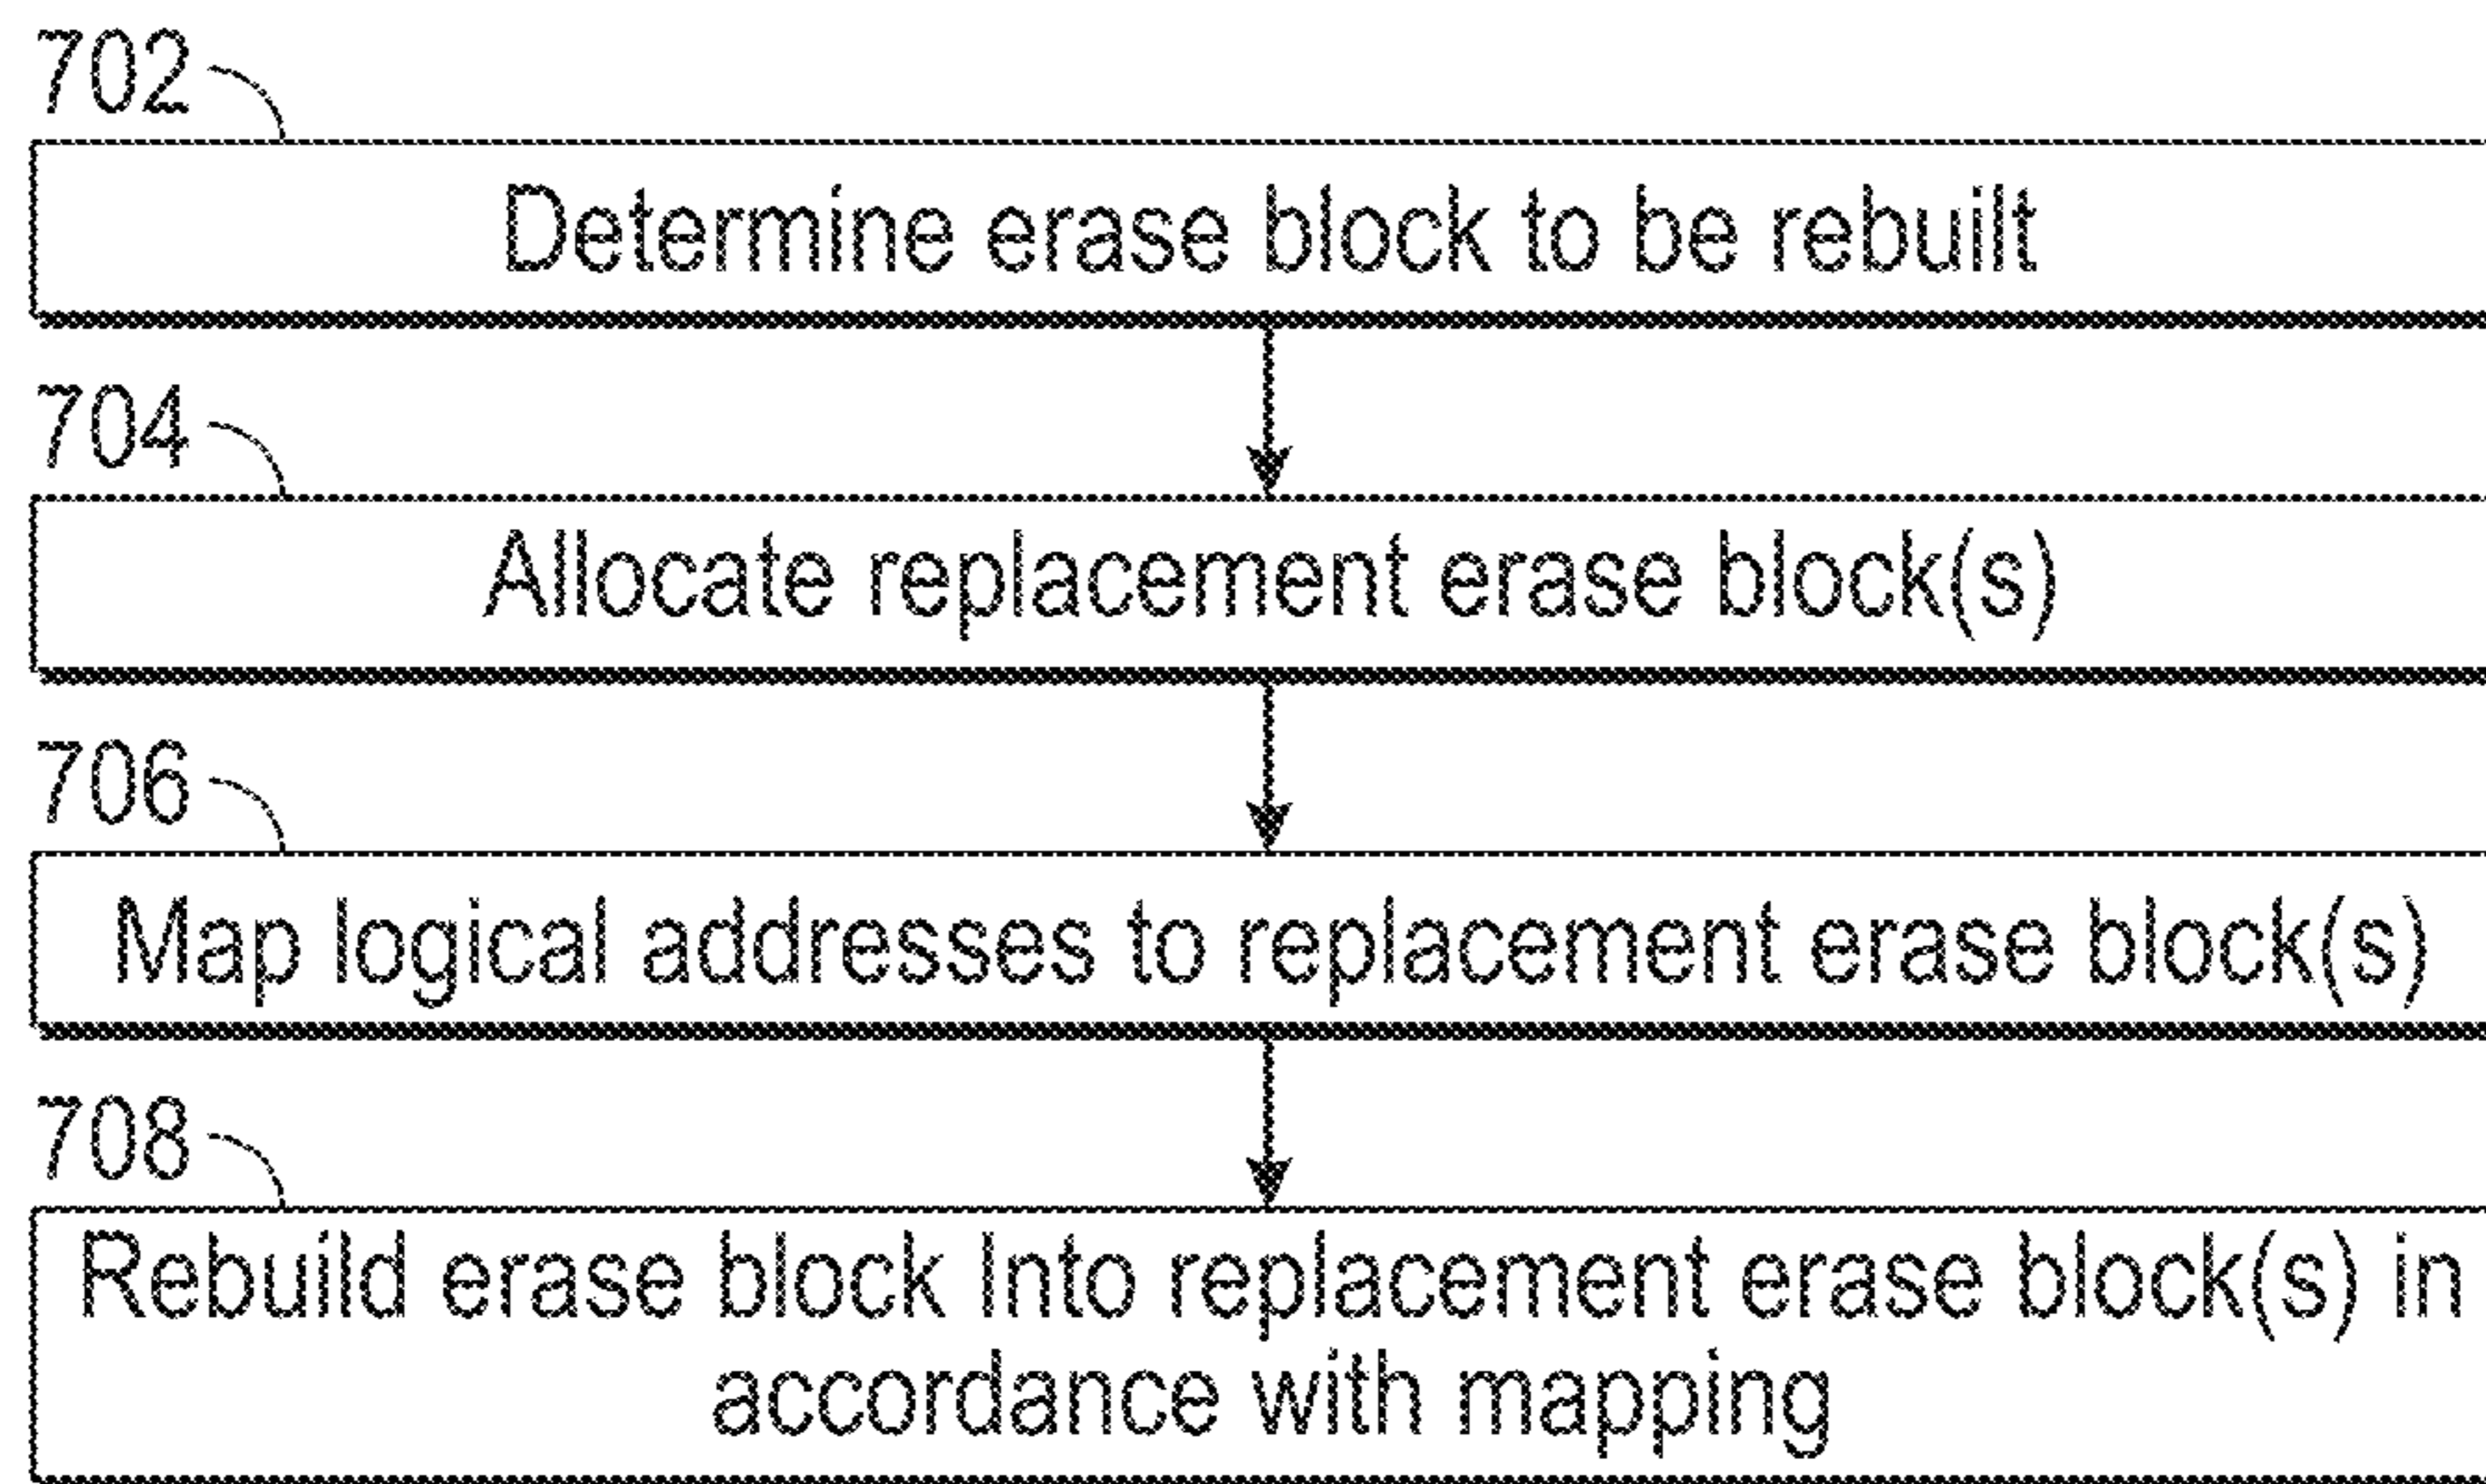 702
Determine erase block to be rebuilt
704
Allocate replacement erase block(s)
706
Map logical addresses to replacement erase block(s)
708
Rebuild erase block Into replacement erase block(s) in
accordance with mapping